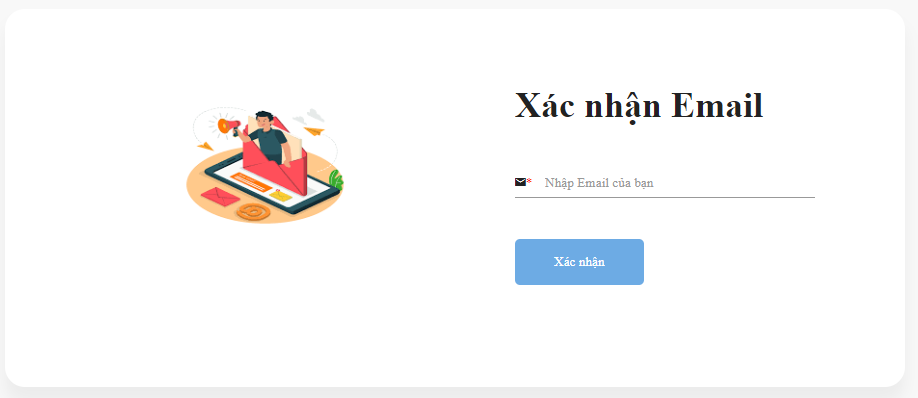 Xác nhận Email
* Nhập Email của bạn
Xác nhận